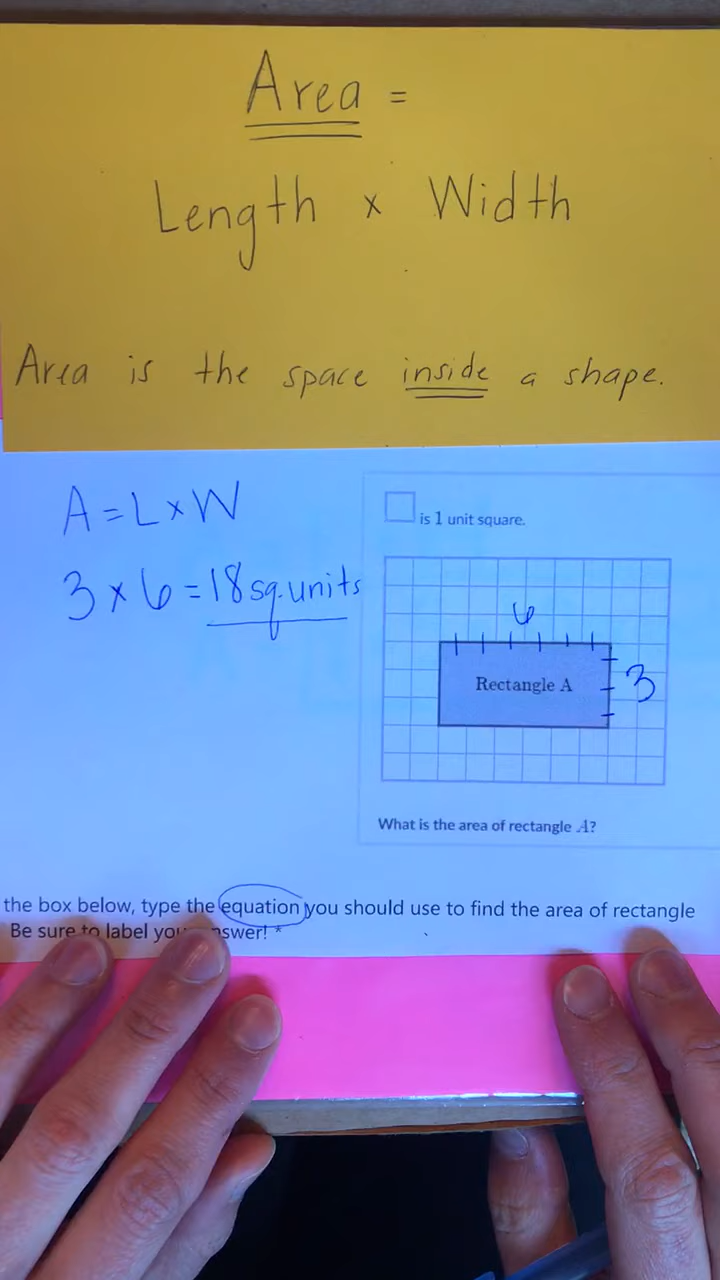 Area =
Length x Width
Area is the space inside a shape.
A = L x W
3 x 6 = 18 sq. units
is 1 unit square.
6
Rectangle A
3
What is the area of rectangle A?
the box below, type the equation you should use to find the area of rectangle
Be sure to label your answer! *